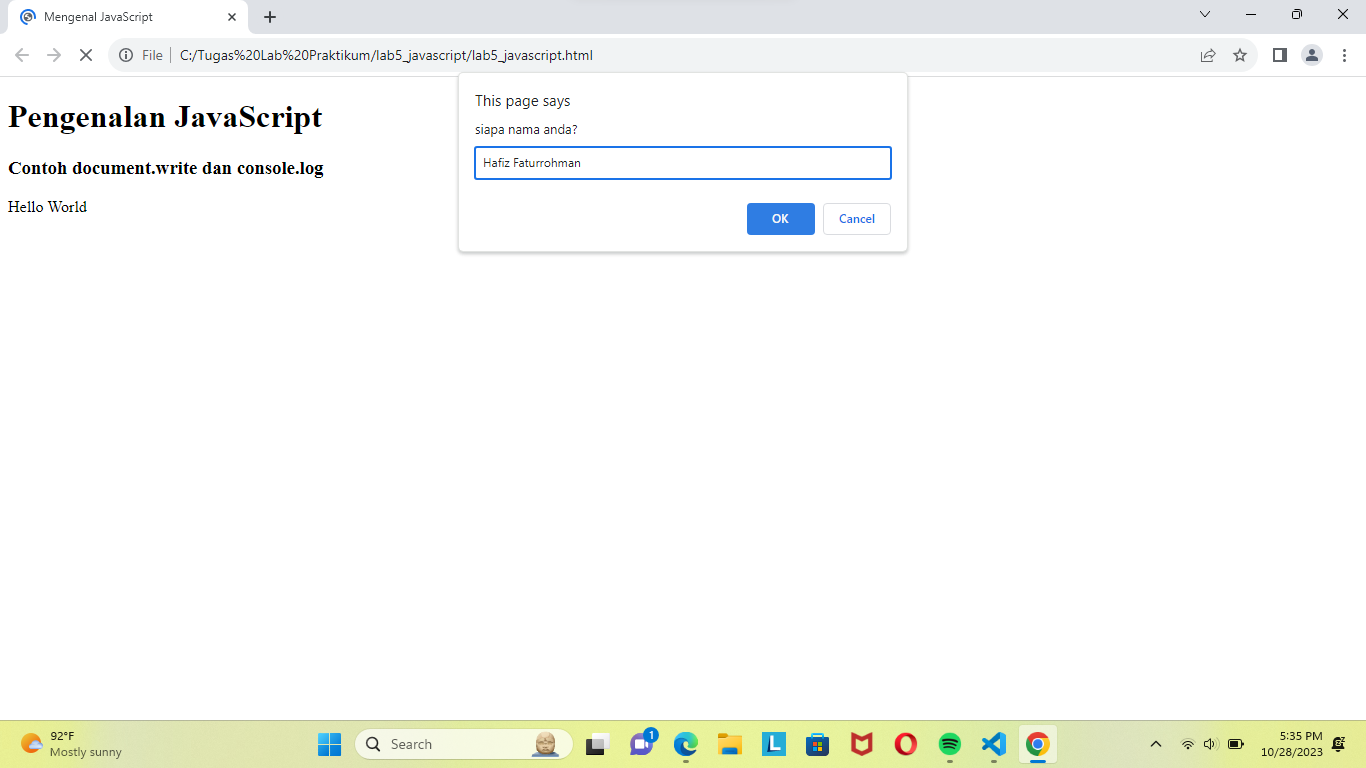 Mengenal JavaScript
File
C:/Tugas%20Lab%20Praktikum/lab5_javascript/lab5_javascript.html
Pengenalan JavaScript
Contoh document.write dan console.log
Hello World
This page says
siapa nama anda?
Hafiz Faturrohman
OK Cancel
92°F
Mostly sunny
Search
1
L
5:35 PM
10/28/2023